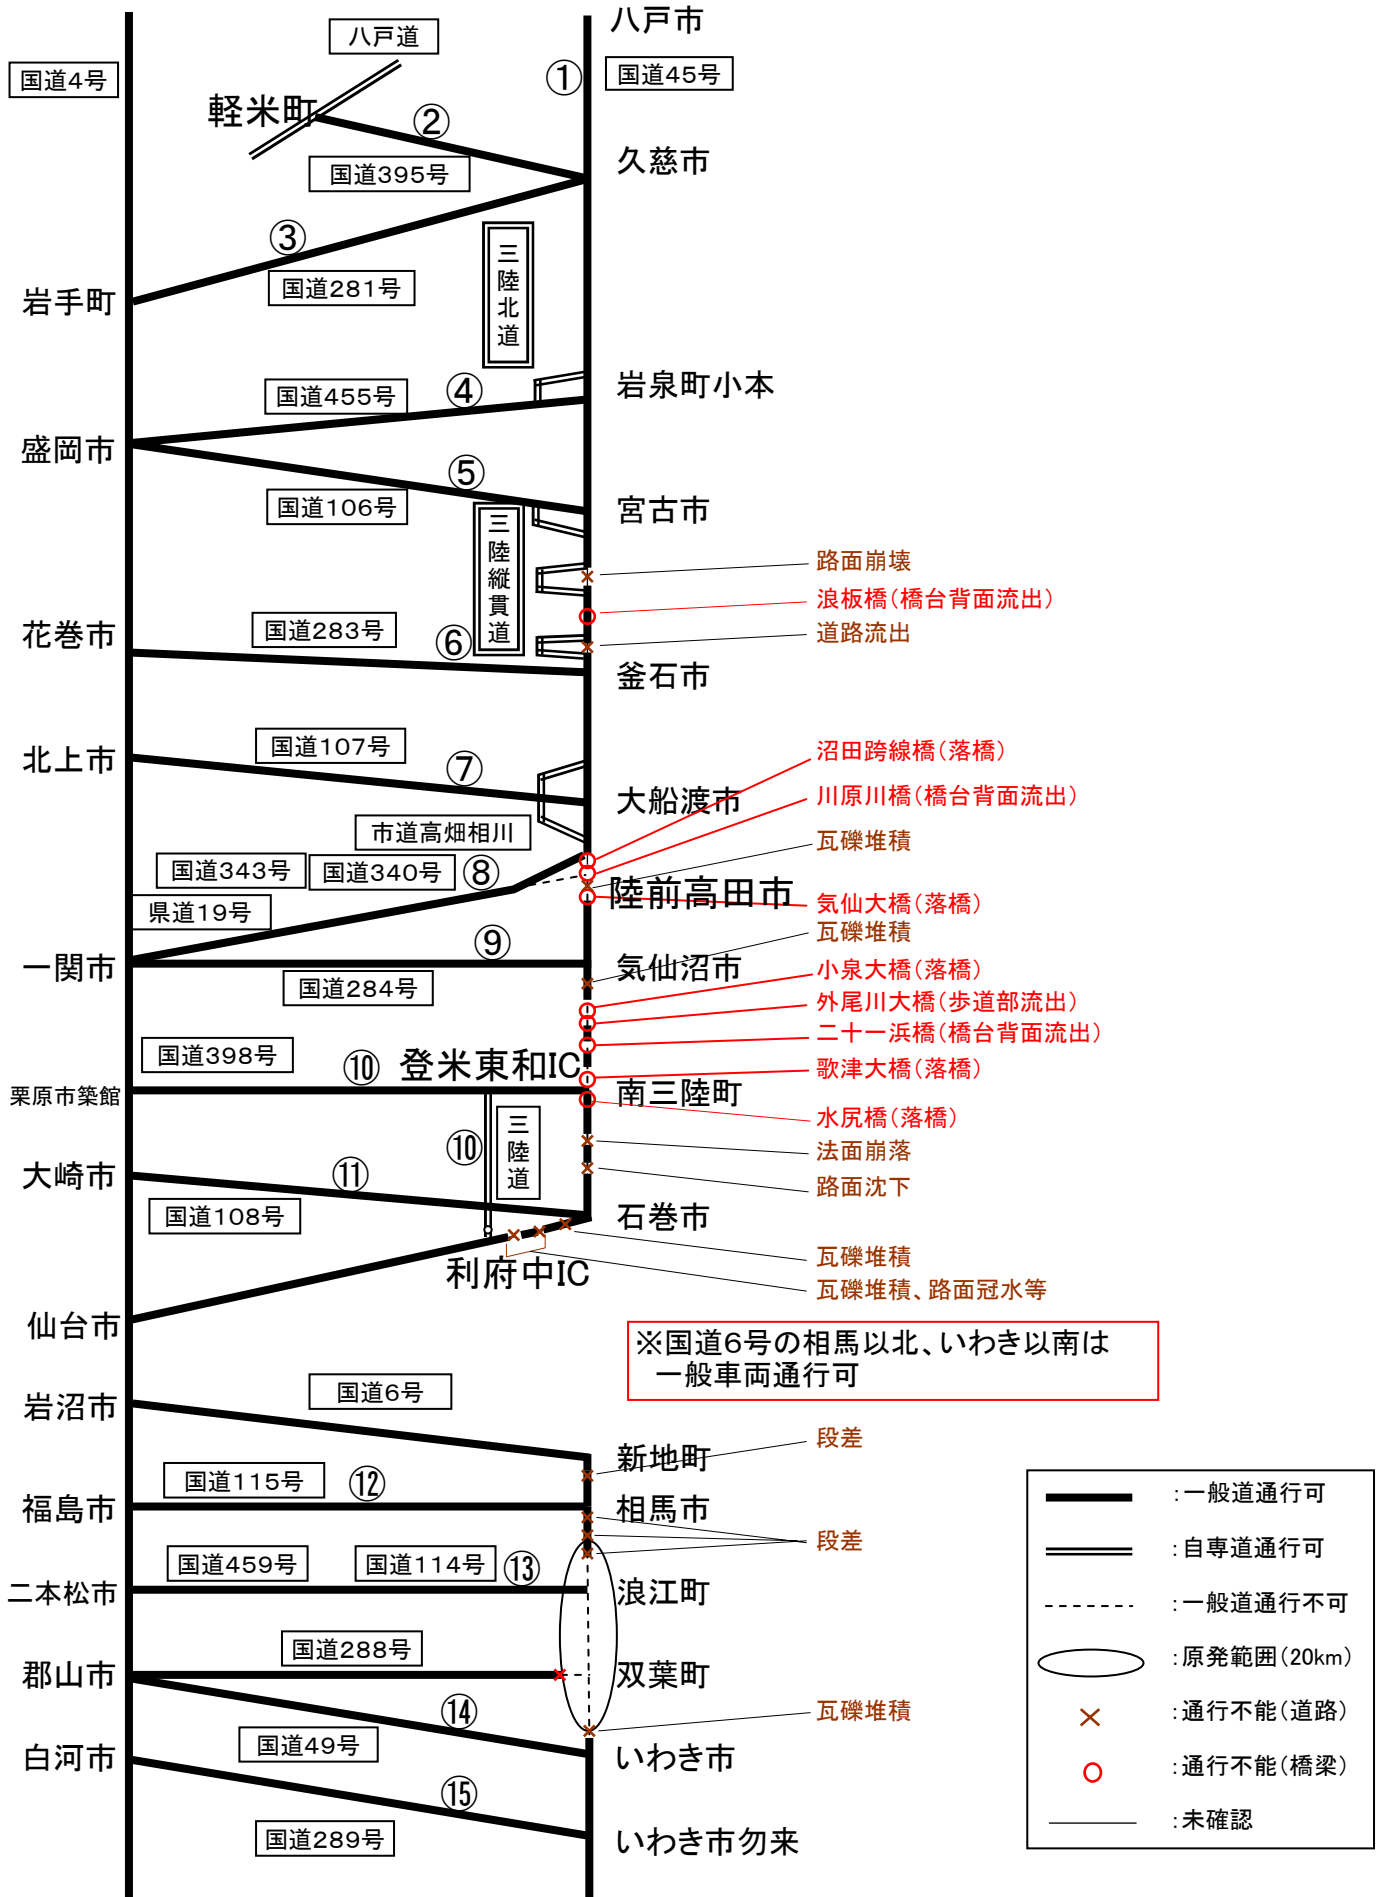 八戸市
八戸道
国道4号
①
国道45号
軽米町
②
久慈市
国道395号
③
三陸北道
国道281号
岩手町
岩泉町小本
国道455号
④
盛岡市
⑤
国道106号
宮古市
三陸縦貫道
路面崩壊
浪板橋(橋台背面流出)
国道283号
道路流出
花巻市
⑥
釜石市
国道107号
沼田跨線橋(落橋)
北上市
⑦
大船渡市
川原川橋(橋台背面流出)
市道高畑相川
瓦礫堆積
国道343号
国道340号
⑧
陸前高田市
県道19号
気仙大橋(落橋)
瓦礫堆積
⑨
一関市
気仙沼市
小泉大橋(落橋)
国道284号
外尾川大橋(歩道部流出)
二十一浜橋(橋台背面流出)
国道398号
⑩
登米東和IC
歌津大橋(落橋)
栗原市築館
南三陸町
水尻橋(落橋)
⑩
三陸道
法面崩落
大崎市
⑪
路面沈下
国道108号
石巻市
瓦礫堆積
利府中IC
瓦礫堆積、路面冠水等
仙台市
※国道6号の相馬以北、いわき以南は
一般車両通行可
国道6号
岩沼市
段差
新地町
国道115号
⑫
福島市
相馬市
:一般道通行可
段差
:自専道通行可
国道459号
国道114号
⑬
二本松市
浪江町
:一般道通行不可
国道288号
:原発範囲(20km)
郡山市
双葉町
⑭
瓦礫堆積
:通行不能(道路)
国道49号
白河市
いわき市
:通行不能(橋梁)
⑮
:未確認
国道289号
いわき市勿来